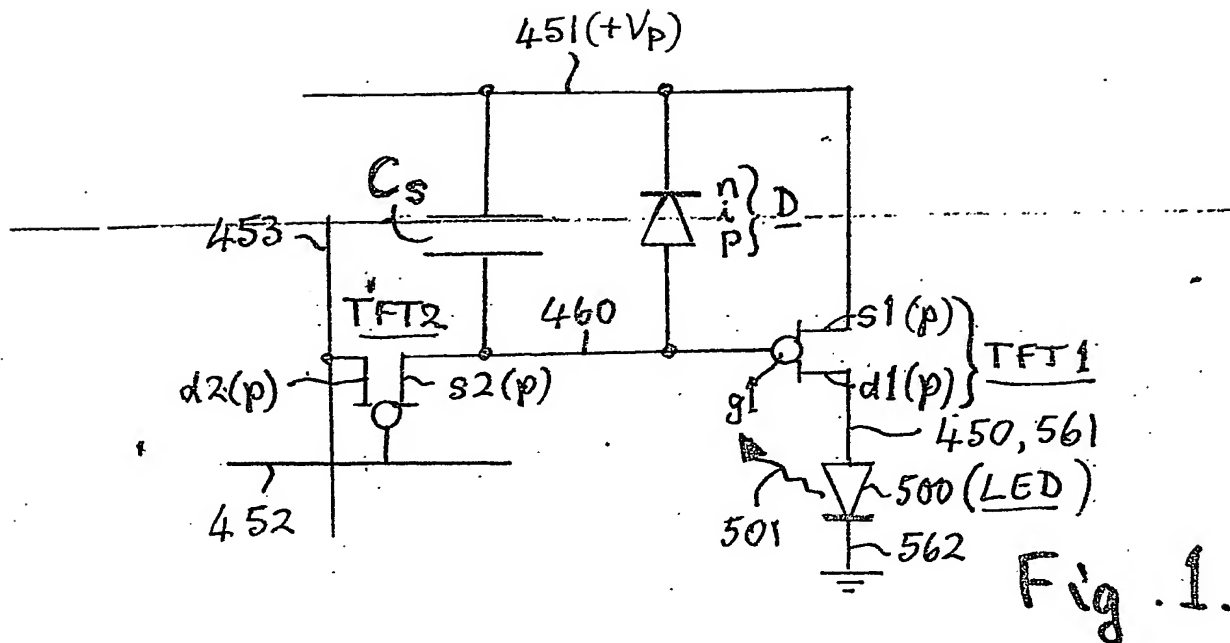 451(+Vp)
Cs
n
i
p
D
453
TFT2
460
s1(p)
TFT1
d2(p)
s2(p)
g1
d1(p)
450, 561
500 (LED)
452
501
562
Fig. 1.